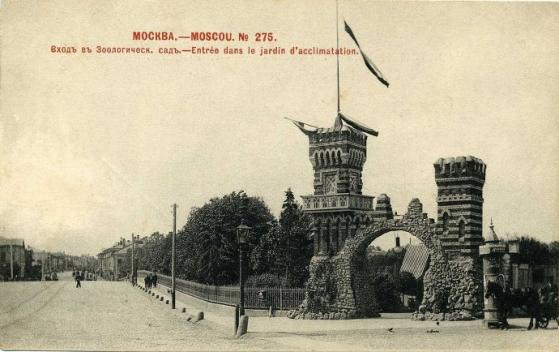 МОСКВА.—MOSCOU. № 275.
Входъ въ Зоологическ. садъ.—Entrée dans le jardin d'acclimatation.